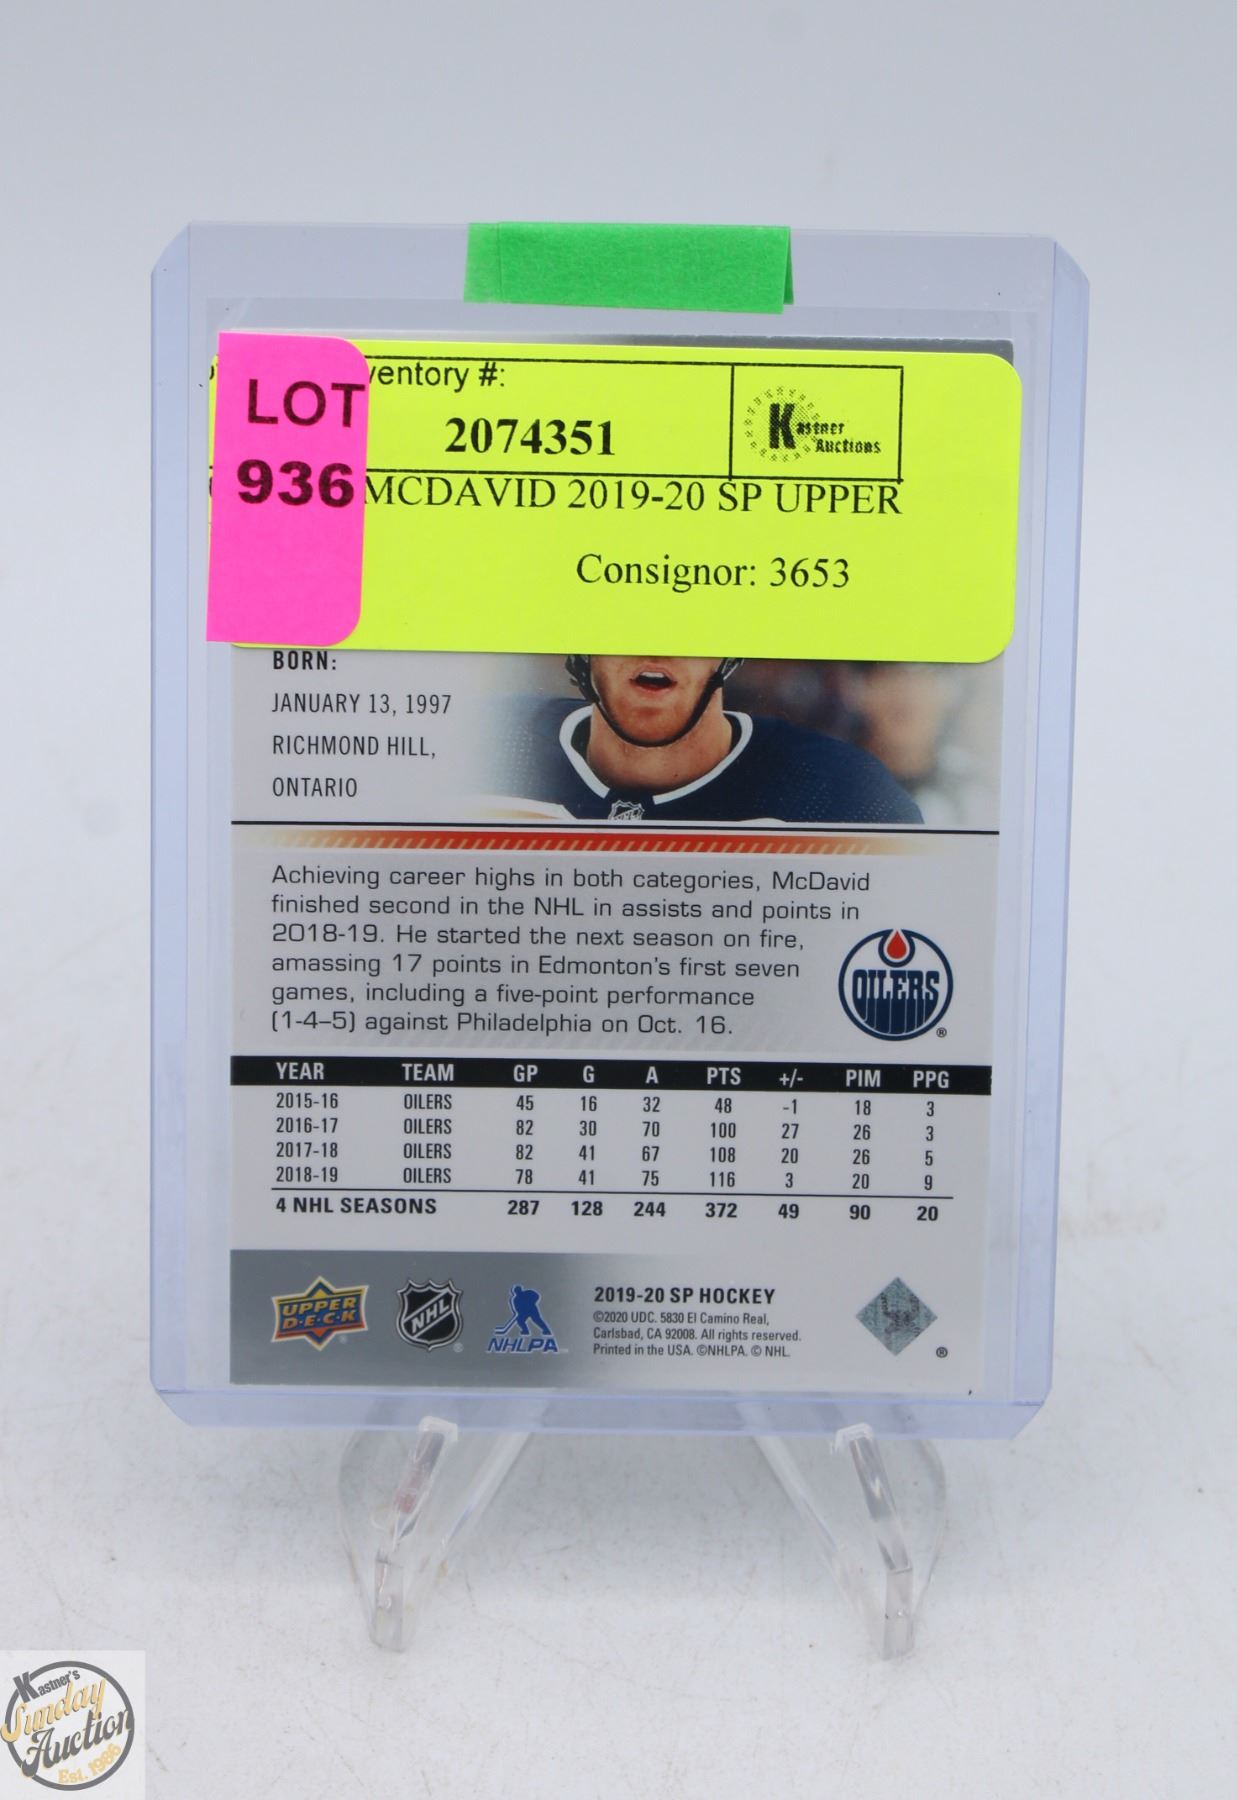 LOT
936
ventory #:
2074351
Kastner
Auctions
MCDAVID 2019-20 SP UPPER
Consignor: 3653
BORN:
JANUARY 13, 1997
RICHMOND HILL,
ONTARIO
Achieving career highs in both categories, McDavid
finished second in the NHL in assists and points in
2018-19. He started the next season on fire,
amassing 17 points in Edmonton's first seven
games, including a five-point performance
(1-4–5) against Philadelphia on Oct. 16.
OILERS ®
YEAR TEAM GP G A PTS +/- PIM PPG
2015-16 OILERS 45 16 32 48 -1 18 3
2016-17 OILERS 82 30 70 100 27 26 3
2017-18 OILERS 82 41 67 108 20 26 5
2018-19 OILERS 78 41 75 116 3 20 9
4 NHL SEASONS 287 128 244 372 49 90 20
UPPER
D·E·C·K ®
NHL ®
NHLPA
2019-20 SP HOCKEY
©2020 UDC. 5830 El Camino Real,
Carlsbad, CA 92008. All rights reserved.
Printed in the USA. ©NHLPA. © NHL.
®
Kastner's
Sunday
Auction
Est. 1986